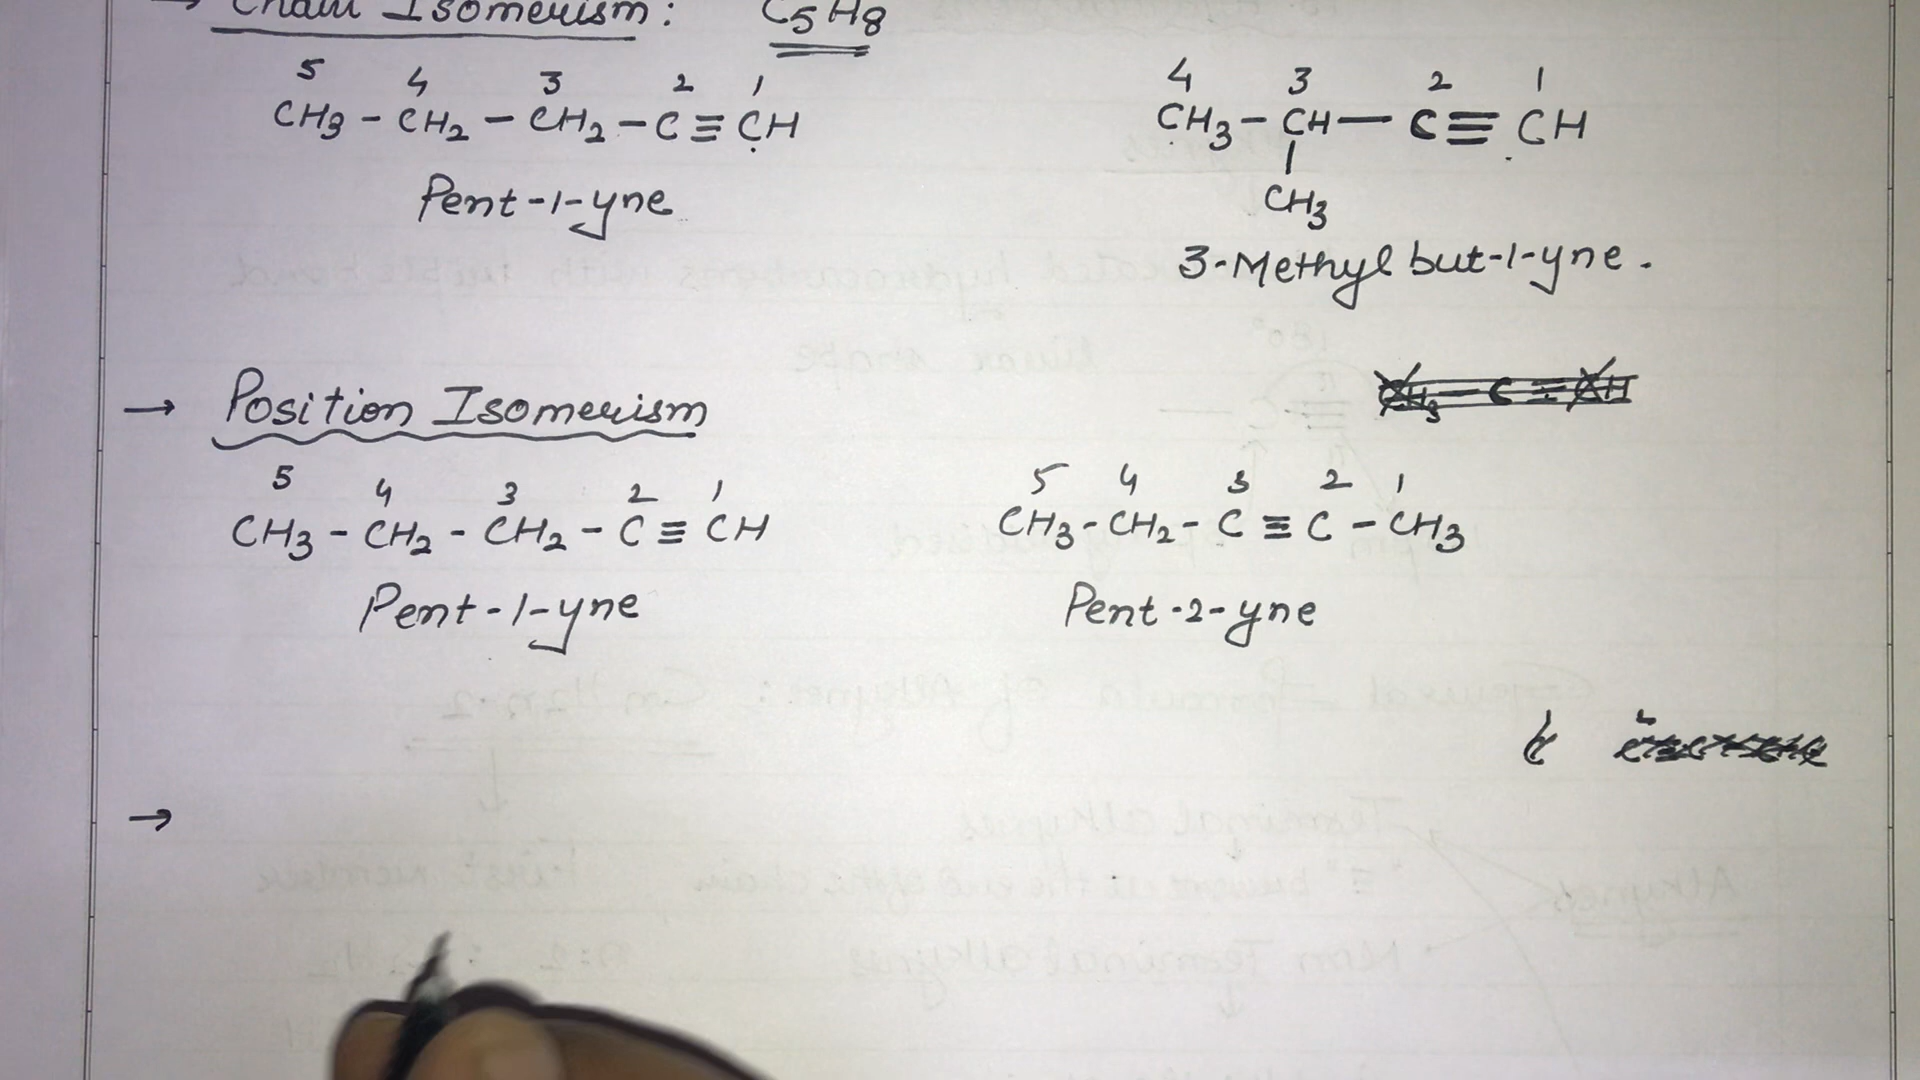 → Chain Isomerism: C5H8
5 4 3 2 1
CH3 - CH2 - CH2 - C ≡ CH
Pent-1-yne
4 3 2 1
CH3 - CH - C ≡ CH
CH3
3-Methyl but-1-yne.
→ Position Isomerism
5 4 3 2 1
CH3 - CH2 - CH2 - C ≡ CH
Pent-1-yne
5 4 3 2 1
CH3 - CH2 - C ≡ C - CH3
Pent-2-yne
→